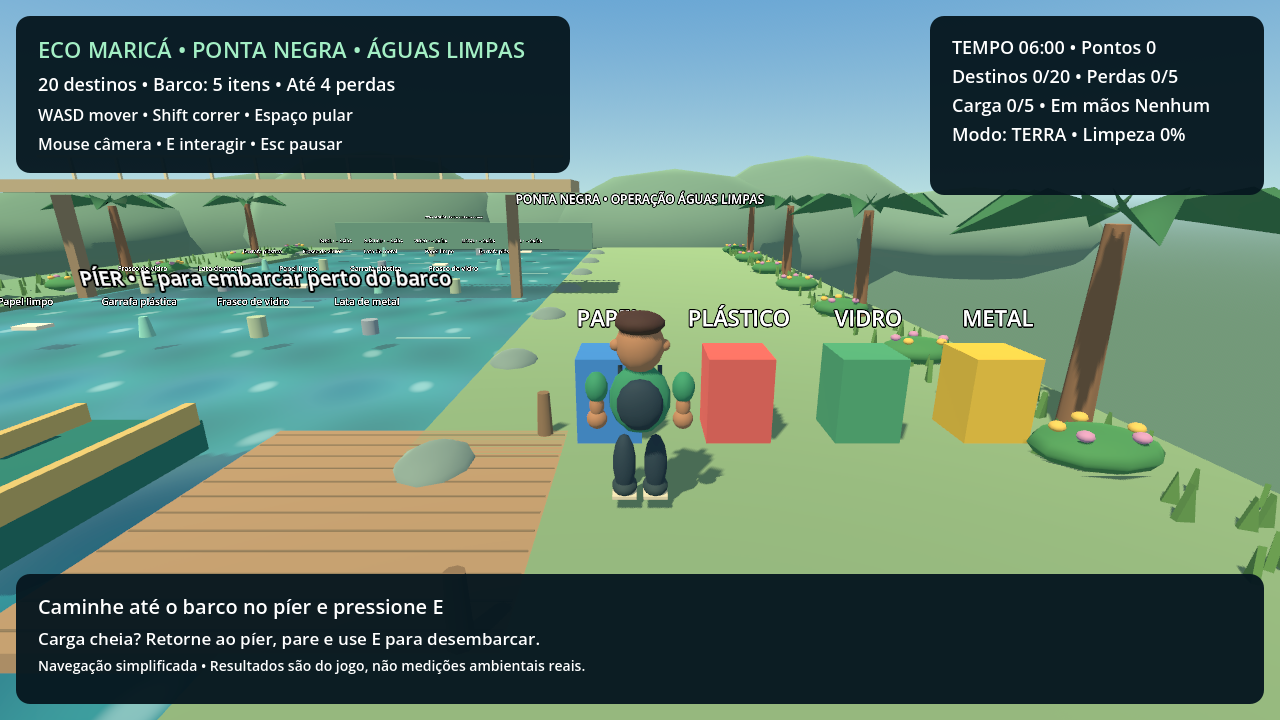 ECO MARICÁ • PONTA NEGRA • ÁGUAS LIMPAS
20 destinos • Barco: 5 itens • Até 4 perdas
WASD mover • Shift correr • Espaço pular
Mouse câmera • E interagir • Esc pausar
TEMPO 06:00 • Pontos 0
Destinos 0/20 • Perdas 0/5
Carga 0/5 • Em mãos Nenhum
Modo: TERRA • Limpeza 0%
PONTA NEGRA • OPERAÇÃO ÁGUAS LIMPAS
PÍER • E para embarcar perto do barco
Papel limpo
Garrafa plástica
Frasco de vidro
Lata de metal
PLÁSTICO
VIDRO
METAL
Caminhe até o barco no píer e pressione E
Carga cheia? Retorne ao píer, pare e use E para desembarcar.
Navegação simplificada • Resultados são do jogo, não medições ambientais reais.